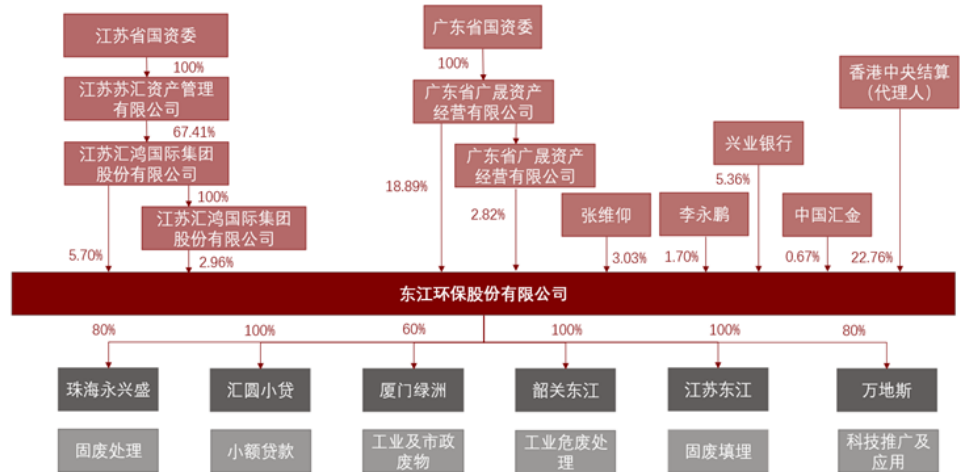 江苏省国资委
100%
江苏苏汇资产管理
有限公司
67.41%
江苏汇鸿国际集团
股份有限公司
100%
江苏汇鸿国际集团
股份有限公司
5.70%
2.96%
广东省国资委
100%
广东省广晟资产
经营有限公司
18.89%
广东省广晟资产
经营有限公司
2.82%
张维仰
3.03%
李永鹏
1.70%
兴业银行
5.36%
中国汇金
0.67%
香港中央结算
（代理人）
22.76%
东江环保股份有限公司
80%
100%
60%
100%
100%
80%
珠海永兴盛
汇圆小贷
厦门绿洲
韶关东江
江苏东江
万地斯
固废处理
小额贷款
工业及市政
废物
工业危废处
理
固废填埋
科技推广及
应用